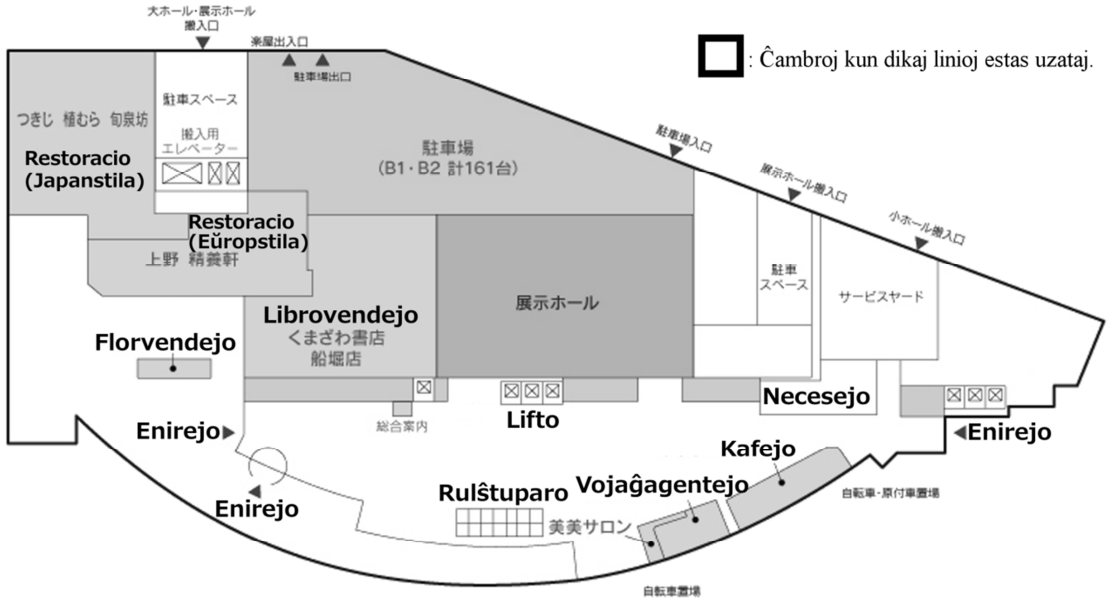 大ホール・展示ホール
搬入口
楽屋出入口
駐車場出口
: Ĉambroj kun dikaj linioj estas uzataj.
つきじ 植むら 旬泉坊
Restoracio
(Japanstila)
駐車スペース
搬入用
エレベーター
駐車場
(B1・B2 計161台)
駐車場入口
展示ホール搬入口
小ホール搬入口
Restoracio
(Eŭropstila)
上野 精養軒
駐車
スペース
サービスヤード
Librovendejo
くまざわ書店
船堀店
展示ホール
Florvendejo
Necesejo
Lifto
総合案内
Enirejo
Enirejo
Kafejo
Enirejo
Rulŝtuparo
Vojaĝagentejo
美美サロン
自転車・原付車置場
自転車置場